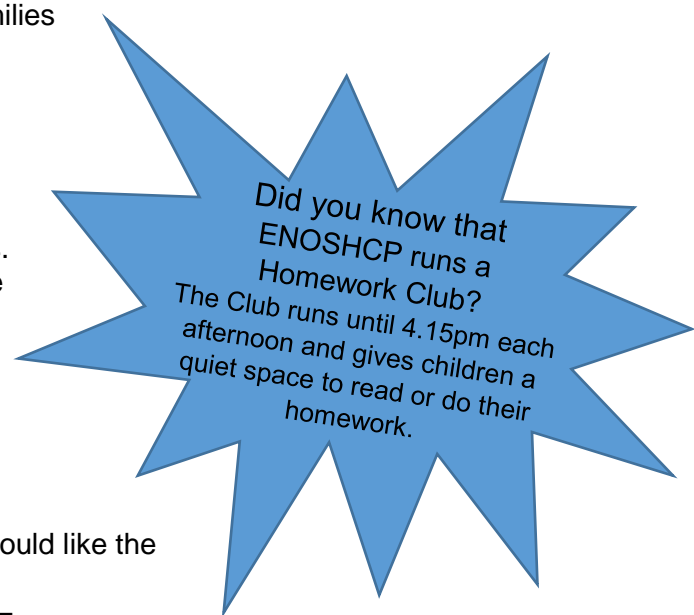 Did you know that
ENOSHCP runs a
Homework Club?
The Club runs until 4.15pm each
afternoon and gives children a
quiet space to read or do their
homework.
ould like the